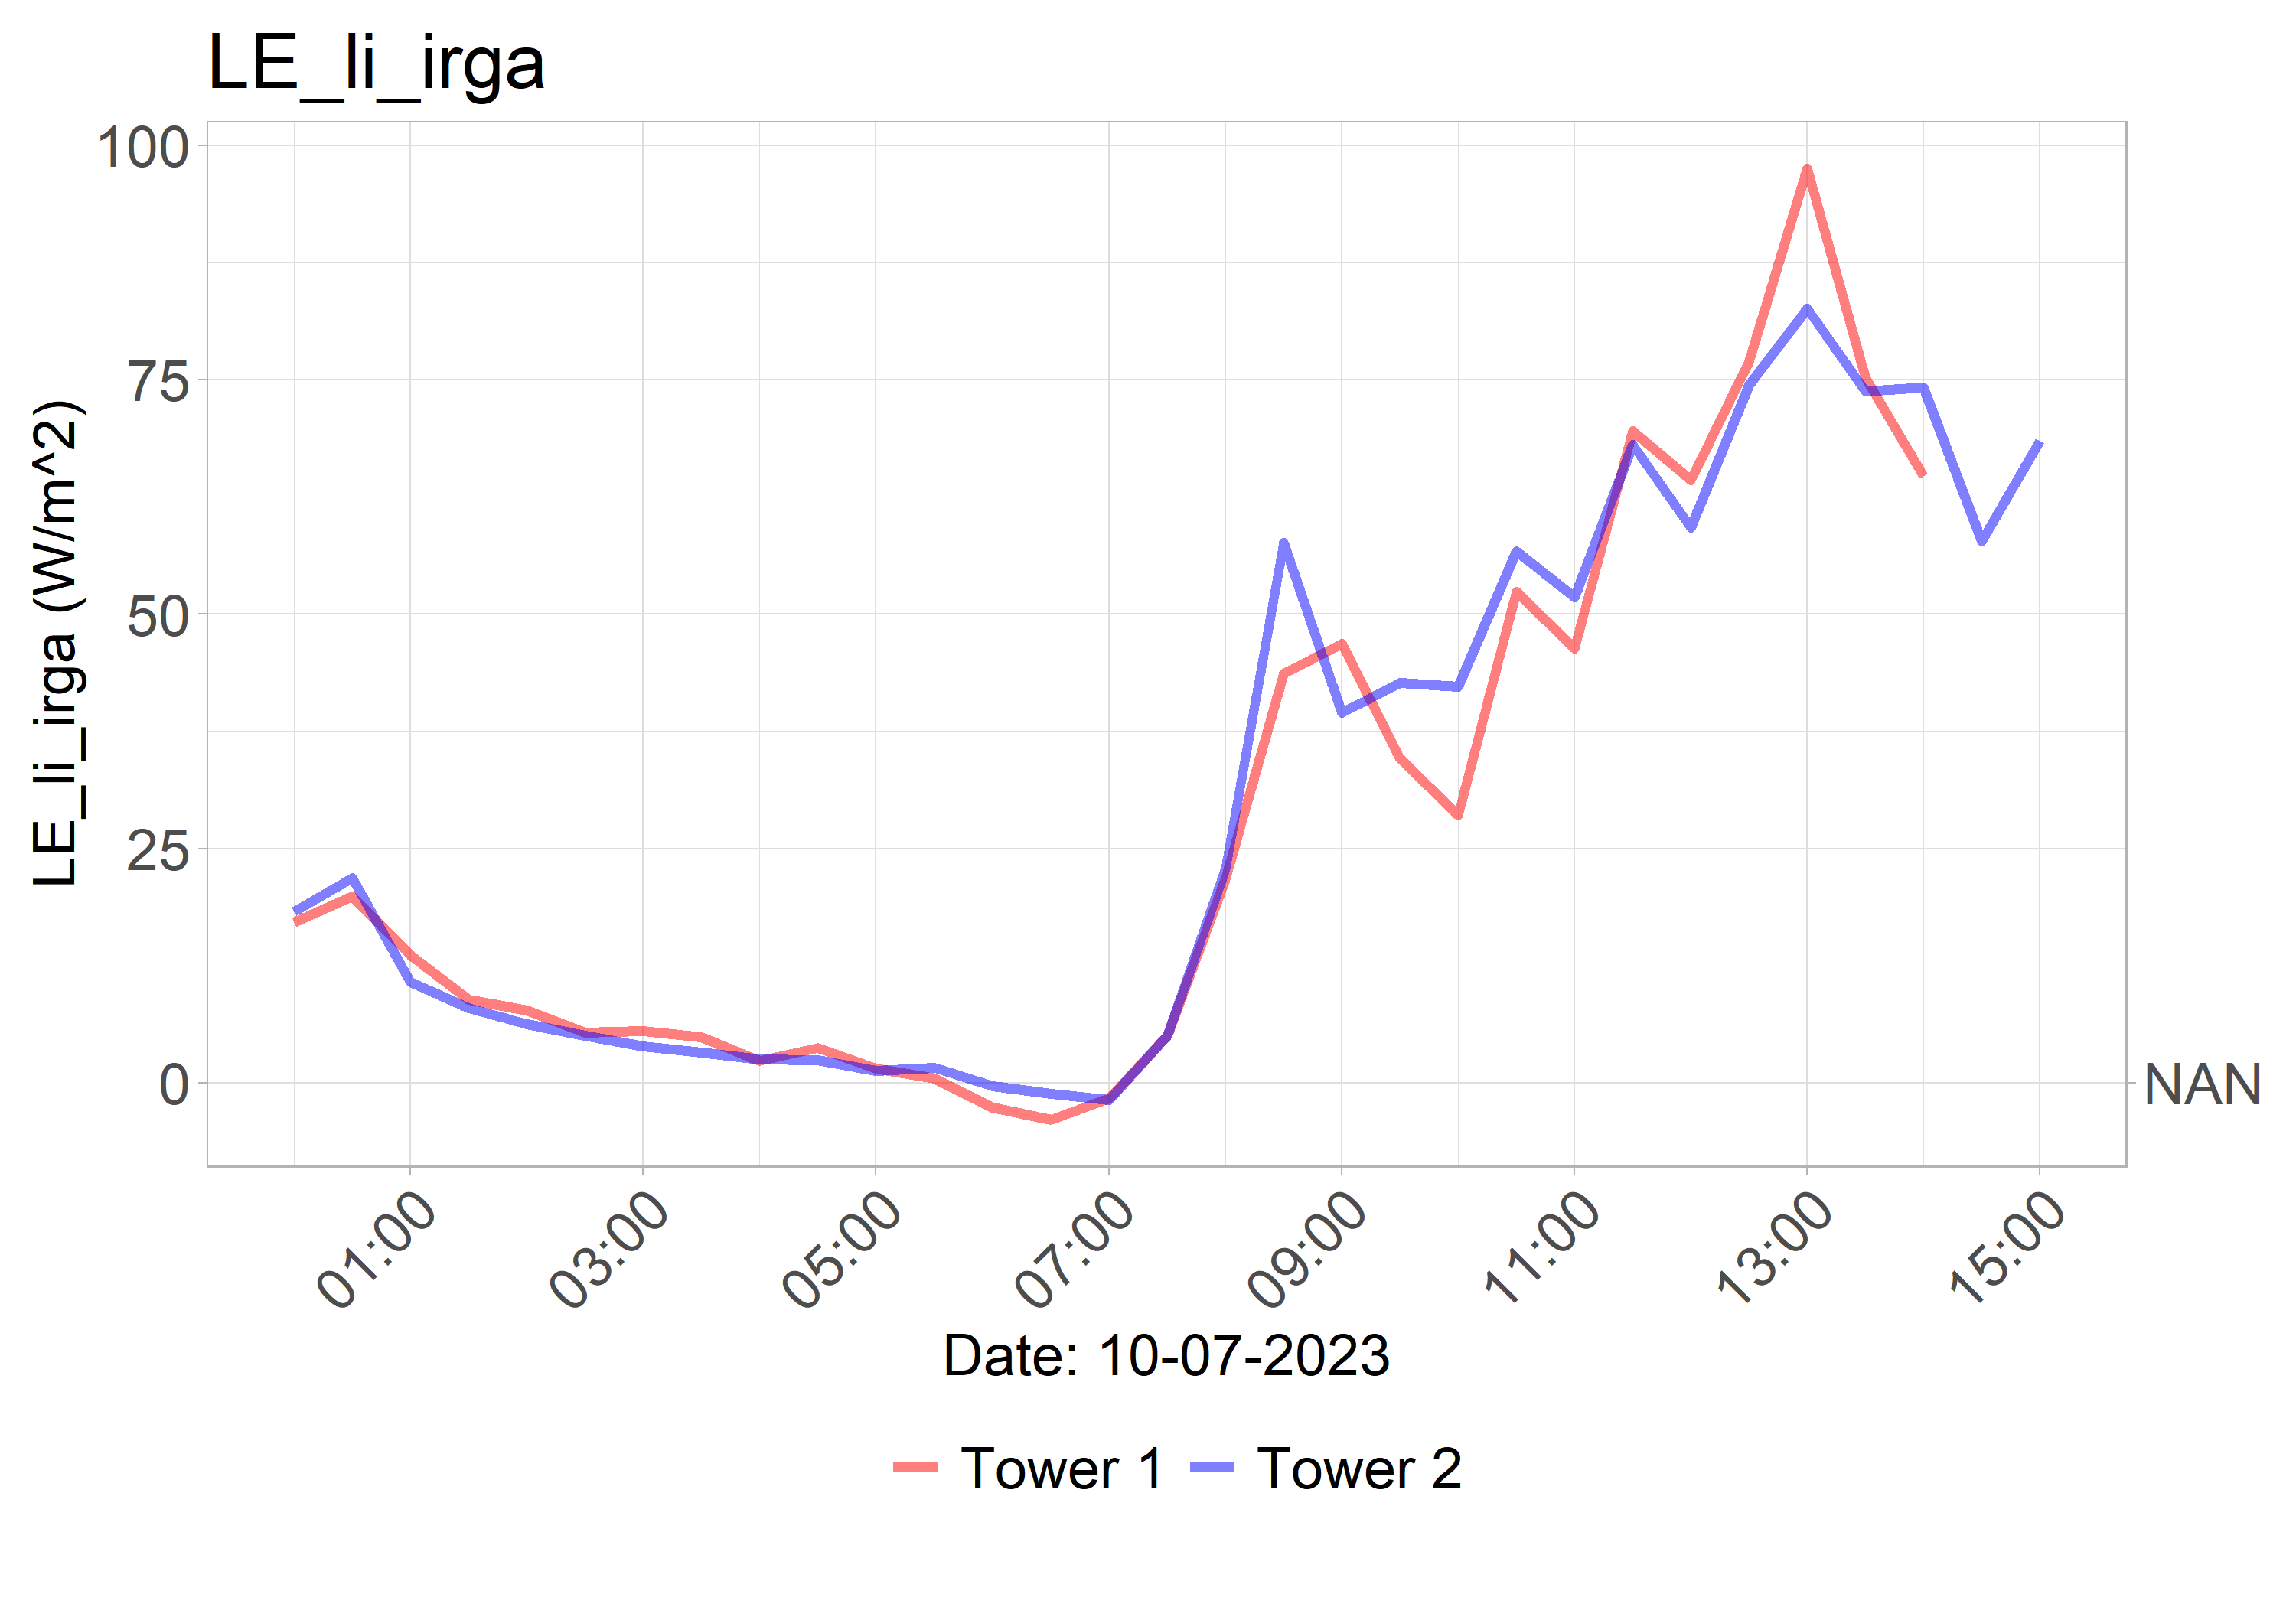 LE_li_irga
LE_li_irga (W/m^2)
100
75
50
25
0
NAN
01:00
03:00
05:00
07:00
09:00
11:00
13:00
15:00
Date: 10-07-2023
Tower 1
Tower 2